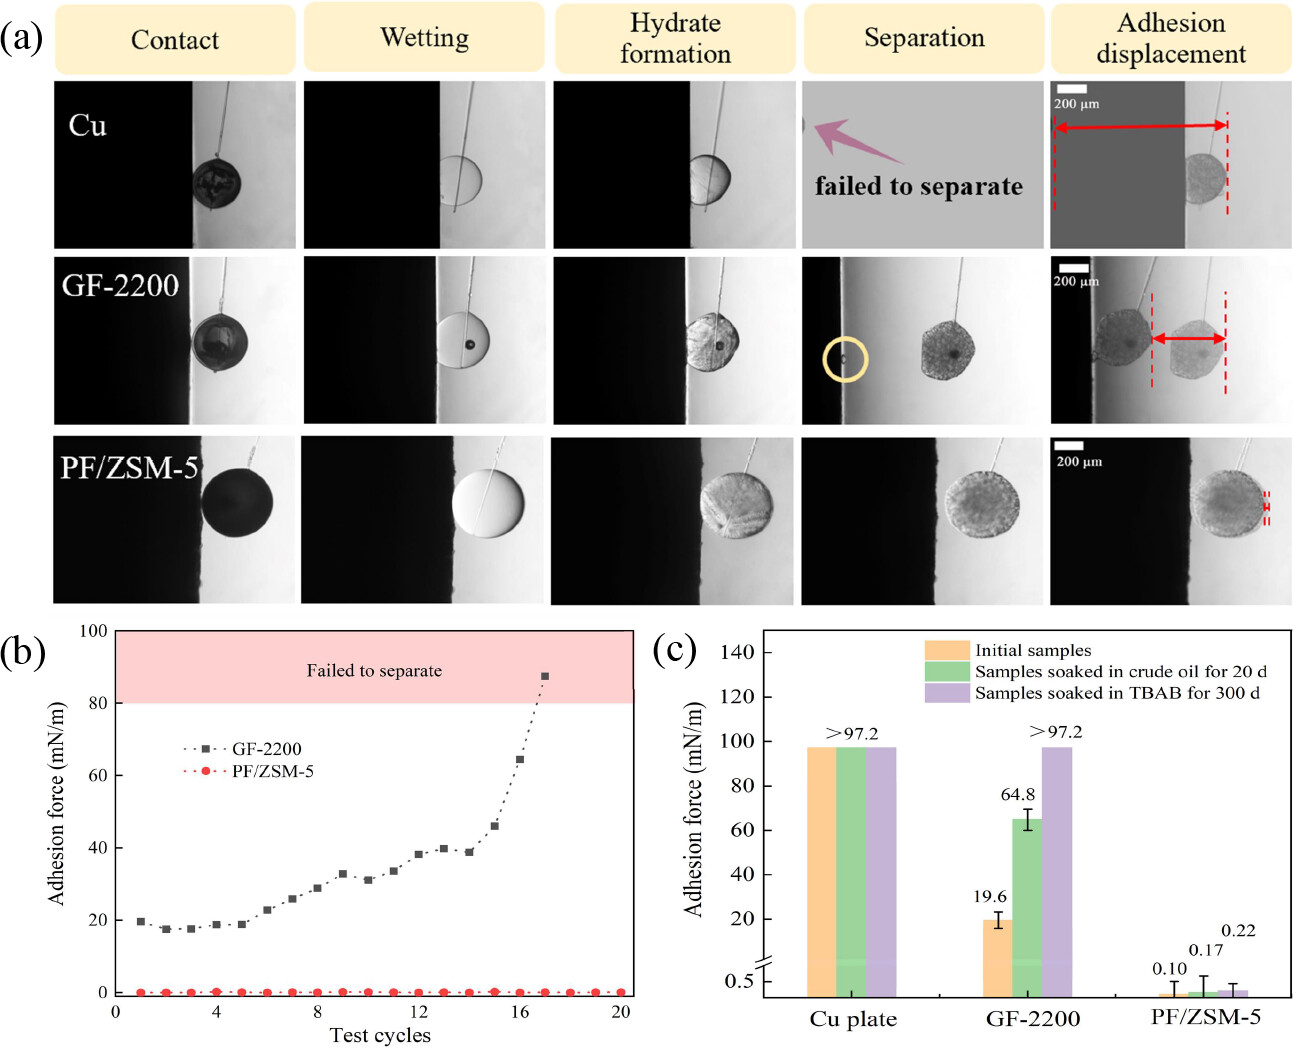 (a)
Contact
Wetting
Hydrate
formation
Separation
Adhesion
displacement
Cu
failed to separate
200 μm
GF-2200
200 μm
PF/ZSM-5
200 μm
(b)
100
80
60
40
20
0
Adhesion force (mN/m)
Failed to separate
GF-2200
PF/ZSM-5
0
4
8
12
16
20
Test cycles
(c)
140
120
100
80
60
40
20
0.5
Adhesion force (mN/m)
Initial samples
Samples soaked in crude oil for 20 d
Samples soaked in TBAB for 300 d
>97.2
19.6
64.8
>97.2
0.10
0.17
0.22
Cu plate
GF-2200
PF/ZSM-5